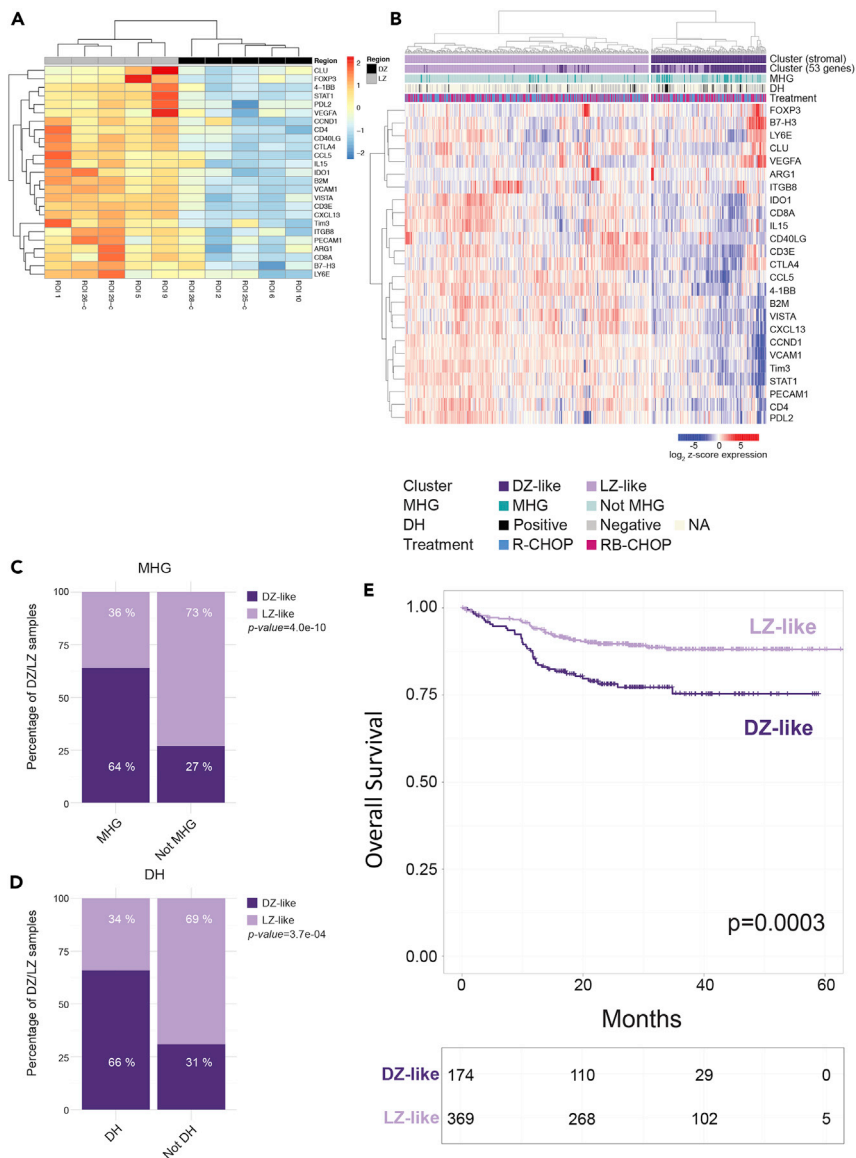 A
Region
CLU
FOXP3
4-1BB
STAT1
PDL2
VEGFA
CCND1
CD4
CD40LG
CTLA4
CCL5
IL15
IDO1
B2M
VCAM1
VISTA
CD3E
CXCL13
Tim3
ITGB8
PECAM1
ARG1
CD8A
B7-H3
LY6E
ROI 1
ROI 26-c
ROI 29-c
ROI 5
ROI 9
ROI 28-c
ROI 2
ROI 25-c
ROI 6
ROI 10
2
1
0
-1
-2
Region
DZ
LZ
B
Cluster (stromal)
Cluster (53 genes)
MHG
DH
Treatment
FOXP3
B7-H3
LY6E
CLU
VEGFA
ARG1
ITGB8
IDO1
CD8A
IL15
CD40LG
CD3E
CTLA4
CCL5
4-1BB
B2M
VISTA
CXCL13
CCND1
VCAM1
Tim3
STAT1
PECAM1
CD4
PDL2
-5 0 5
log2 z-score expression
Cluster DZ-like LZ-like
MHG MHG Not MHG
DH Positive Negative NA
Treatment R-CHOP RB-CHOP
C
MHG
Percentage of DZ/LZ samples
100
75
50
25
0
36 % 73 %
64 % 27 %
MHG Not MHG
DZ-like
LZ-like
p-value=4.0e-10
D
DH
Percentage of DZ/LZ samples
100
75
50
25
0
34 % 69 %
66 % 31 %
DH Not DH
DZ-like
LZ-like
p-value=3.7e-04
E
Overall Survival
1.00
0.75
0.50
0.25
0.00
LZ-like
DZ-like
p=0.0003
0 20 40 60
Months
DZ-like 174 110 29 0
LZ-like 369 268 102 5